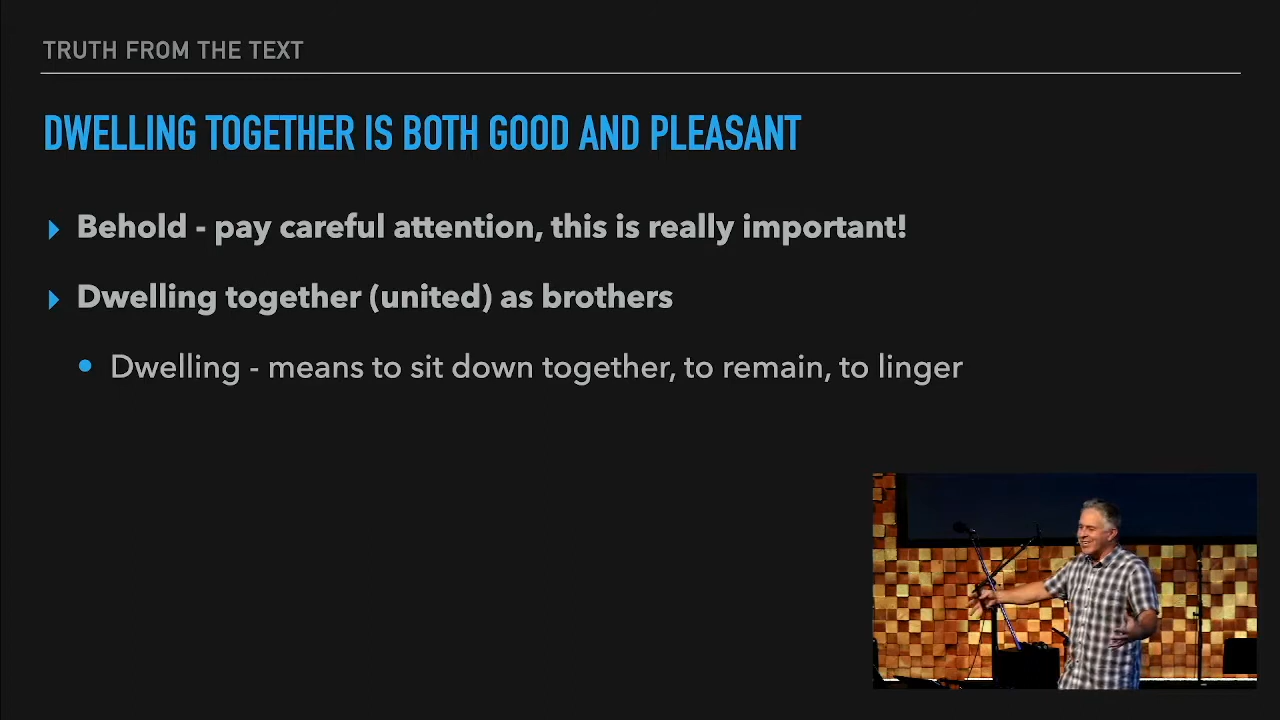 TRUTH FROM THE TEXT
DWELLING TOGETHER IS BOTH GOOD AND PLEASANT
Behold - pay careful attention, this is really important!
Dwelling together (united) as brothers
Dwelling - means to sit down together, to remain, to linger